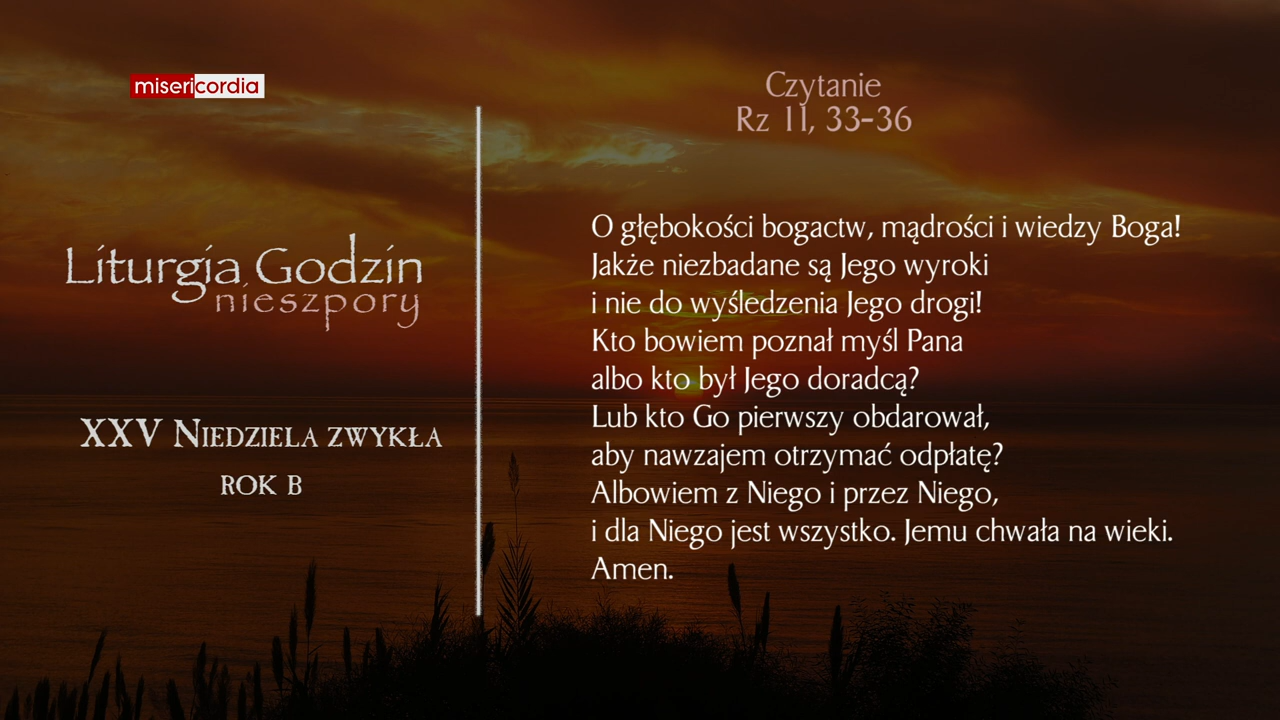 misericordia
Liturgia Godzin
nieszpory
XXV Niedziela zwykła
rok B
Czytanie
Rz 11, 33-36
O głębokości bogactw, mądrości i wiedzy Boga!
Jakże niezbadane są Jego wyroki
i nie do wyśledzenia Jego drogi!
Kto bowiem poznał myśl Pana
albo kto był Jego doradcą?
Lub kto Go pierwszy obdarował,
aby nawzajem otrzymać odpłatę?
Albowiem z Niego i przez Niego,
i dla Niego jest wszystko. Jemu chwała na wieki.
Amen.